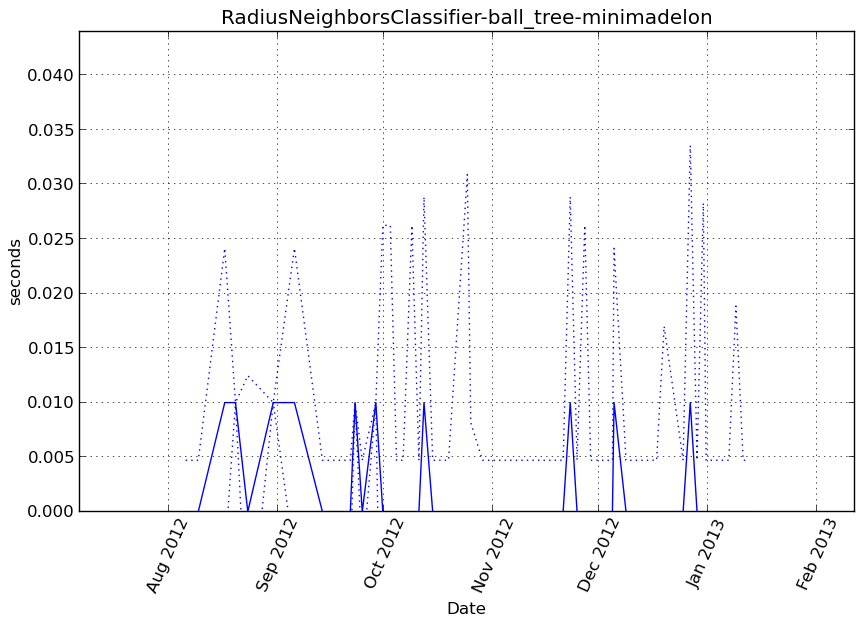 RadiusNeighborsClassifier-ball_tree-minimadelon
0.040
0.035
0.030
0.025
0.020
0.015
0.010
0.005
0.000
seconds
Aug 2012
Sep 2012
Oct 2012
Nov 2012
Dec 2012
Jan 2013
Feb 2013
Date